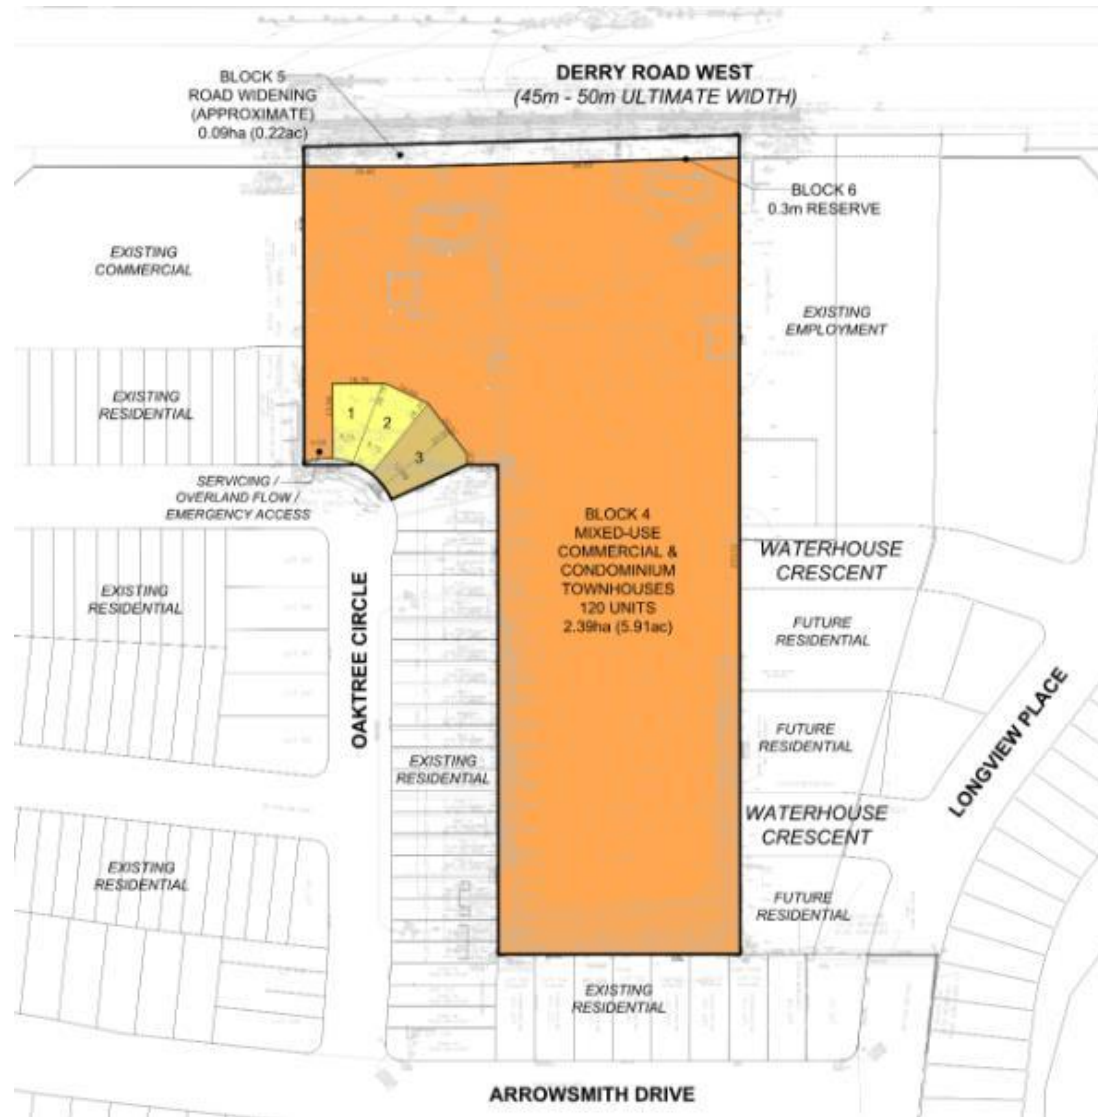 BLOCK 5
ROAD WIDENING
(APPROXIMATE)
0.09ha (0.22ac)
DERRY ROAD WEST
(45m - 50m ULTIMATE WIDTH)
BLOCK 6
0.3m RESERVE
EXISTING
COMMERCIAL
EXISTING
EMPLOYMENT
EXISTING
RESIDENTIAL
1
2
3
SERVICING /
OVERLAND FLOW /
EMERGENCY ACCESS
BLOCK 4
MIXED-USE
COMMERCIAL &
CONDOMINIUM
TOWNHOUSES
120 UNITS
2.39ha (5.91ac)
WATERHOUSE
CRESCENT
EXISTING
RESIDENTIAL
OAKTREE CIRCLE
FUTURE
RESIDENTIAL
LONGVIEW PLACE
FUTURE
RESIDENTIAL
EXISTING
RESIDENTIAL
WATERHOUSE
CRESCENT
EXISTING
RESIDENTIAL
FUTURE
RESIDENTIAL
EXISTING
RESIDENTIAL
ARROWSMITH DRIVE